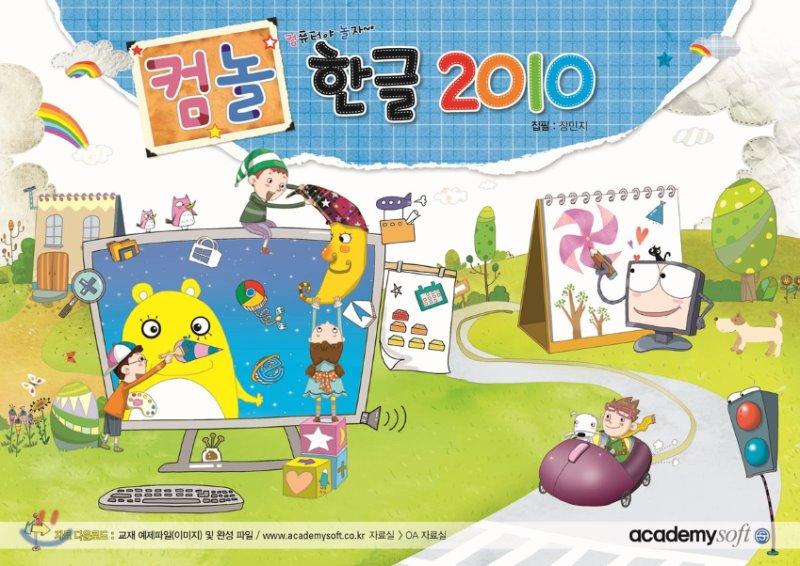 컴퓨터야 놀자~~
컴놀 한글 2010
집필 : 장민지
자료 다운로드 : 교재 예제파일(이미지) 및 완성 파일 / www.academysoft.co.kr 자료실 > OA 자료실
academysoft